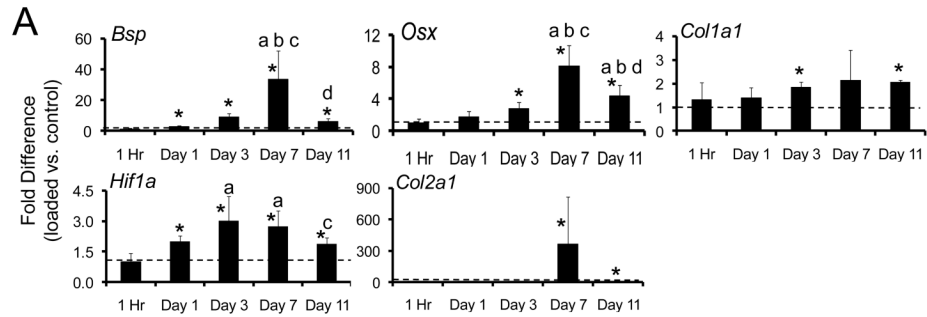 A
Fold Difference
(loaded vs. control)
Bsp
60
40
20
0
* * * *
a b c
d
1 Hr Day 1 Day 3 Day 7 Day 11
Osx
12
8
4
0
* * *
a b c
a b d
1 Hr Day 1 Day 3 Day 7 Day 11
Col1a1
4
3
2
1
0
* *
1 Hr Day 1 Day 3 Day 7 Day 11
Hif1a
4.5
3.0
1.5
0.0
* * * *
a a c
1 Hr Day 1 Day 3 Day 7 Day 11
Col2a1
900
600
300
0
* *
1 Hr Day 1 Day 3 Day 7 Day 11